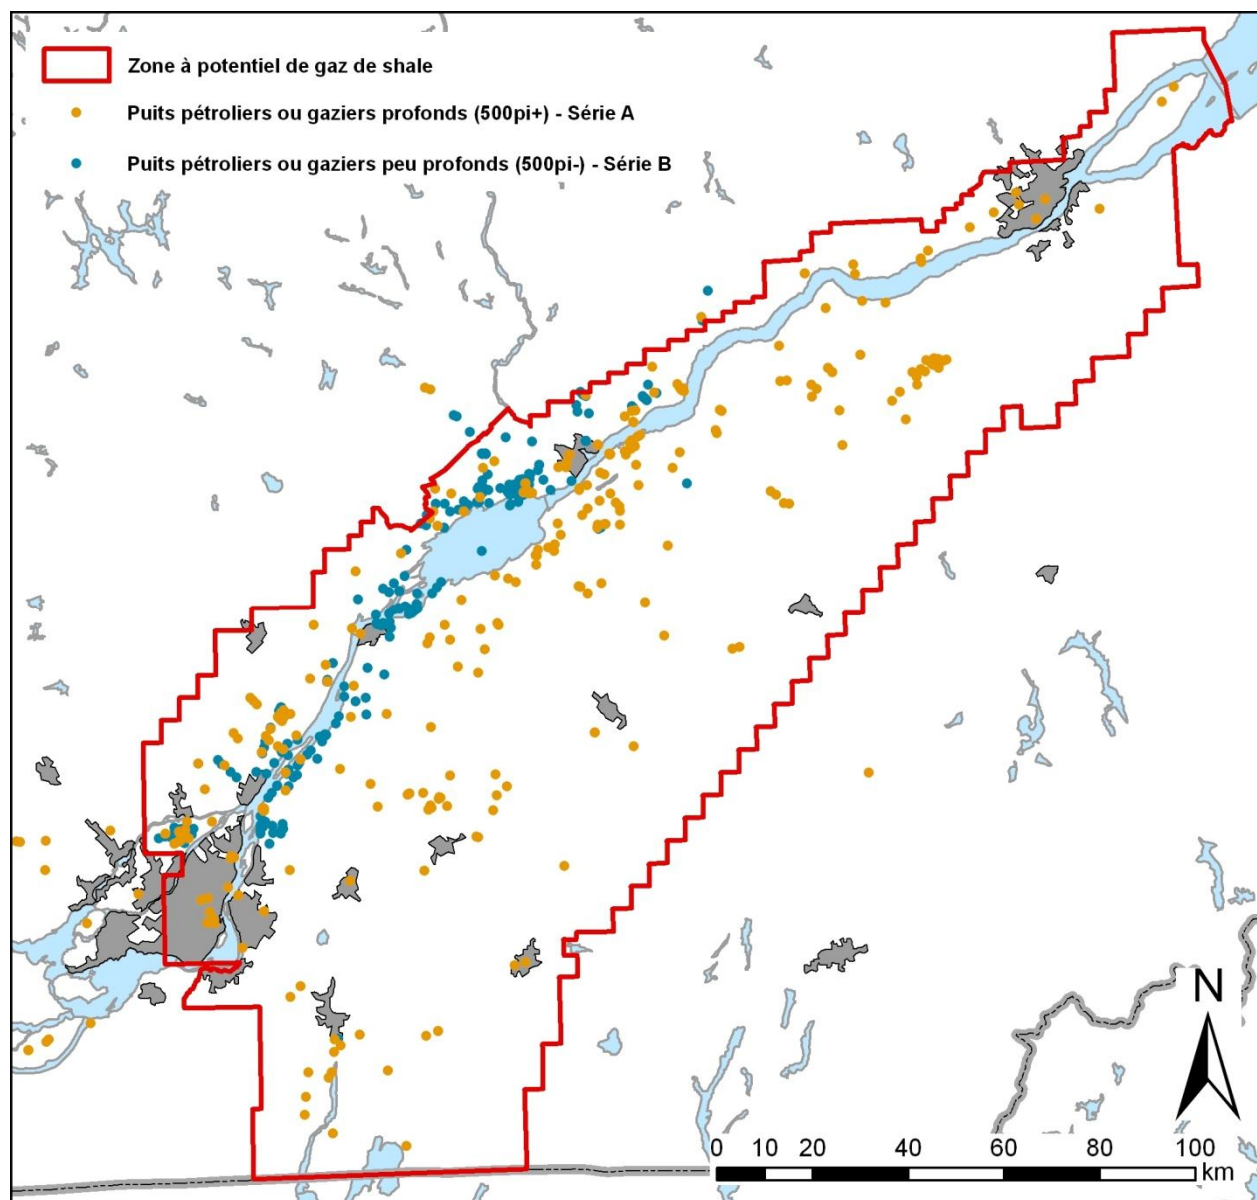 Zone à potentiel de gaz de shale
Puits pétroliers ou gaziers profonds (500pi+) - Série A
Puits pétroliers ou gaziers peu profonds (500pi-) - Série B
N
0 10 20 40 60 80 100
km